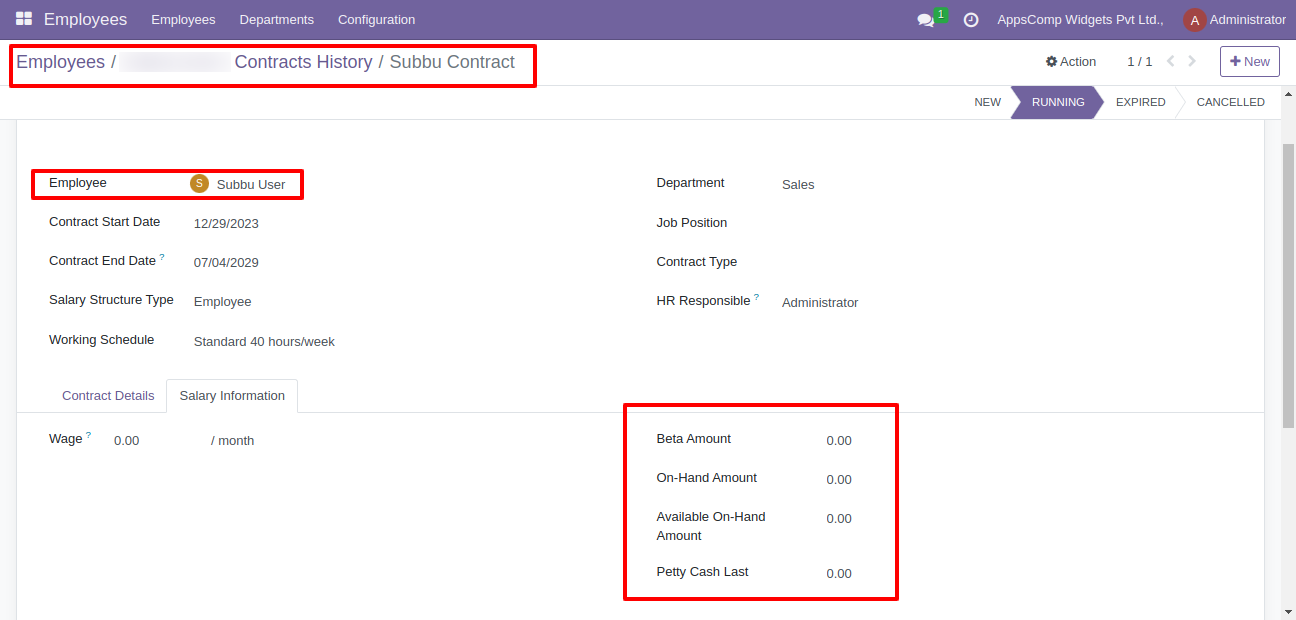 Employees Employees Departments Configuration 1 AppsComp Widgets Pvt Ltd., A Administrator
Employees / Contracts History / Subbu Contract Action 1 / 1 New
NEW RUNNING EXPIRED CANCELLED
Employee S Subbu User Department Sales
Contract Start Date 12/29/2023 Job Position
Contract End Date ? 07/04/2029 Contract Type
Salary Structure Type Employee HR Responsible ? Administrator
Working Schedule Standard 40 hours/week
Contract Details Salary Information
Wage ? 0.00 / month Beta Amount 0.00
On-Hand Amount 0.00
Available On-Hand 0.00
Amount
Petty Cash Last 0.00